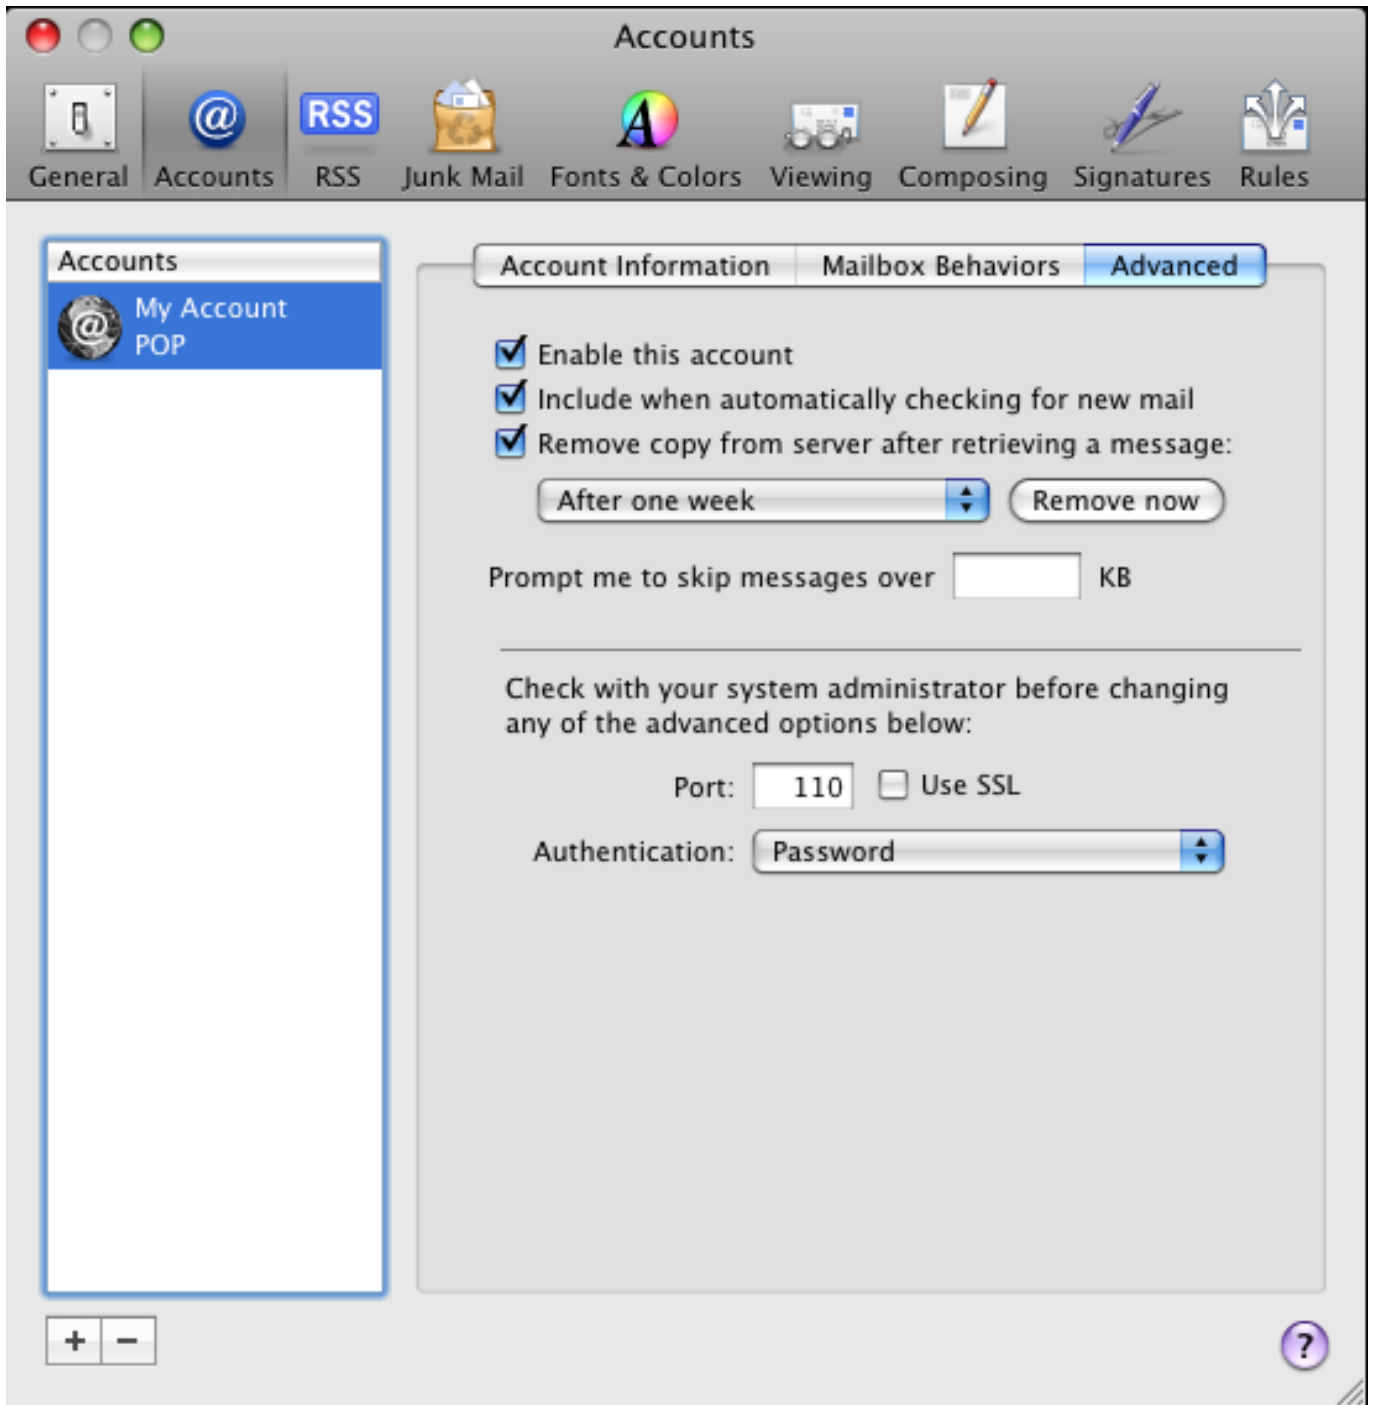 Accounts
RSS
General Accounts RSS Junk Mail Fonts & Colors Viewing Composing Signatures Rules
Accounts
My Account
POP
Account Information Mailbox Behaviors Advanced
Enable this account
Include when automatically checking for new mail
Remove copy from server after retrieving a message:
After one week Remove now
Prompt me to skip messages over KB
Check with your system administrator before changing
any of the advanced options below:
Port: 110 Use SSL
Authentication: Password
+ − ?